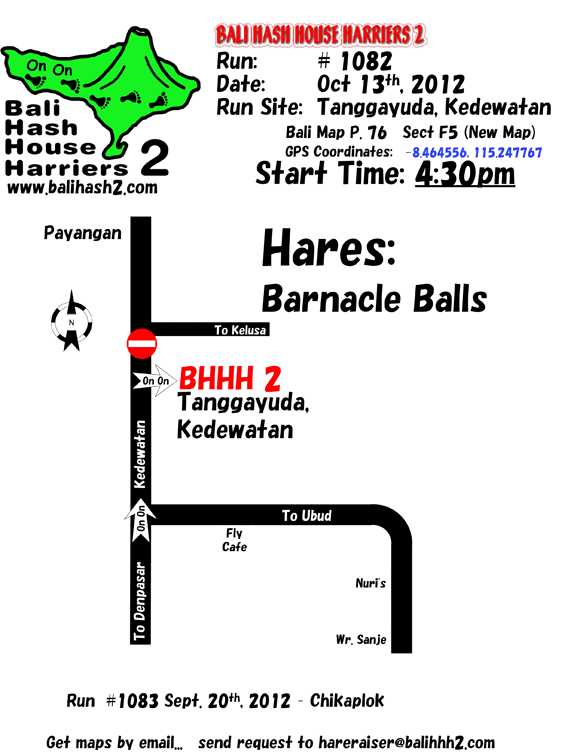 On On
Bali
Hash
House
Harriers 2
www.balihash2.com
BALI HASH HOUSE HARRIERS 2
Run: # 1082
Date: Oct 13th, 2012
Run Site: Tanggayuda, Kedewatan
Bali Map P. 76 Sect F5 (New Map)
GPS Coordinates: -8.464556, 115.247767
Start Time: 4:30pm
Payangan
Hares:
Barnacle Balls
N
To Kelusa
On On
BHHH 2
Tanggayuda,
Kedewatan
Kedewatan
On On
To Ubud
Fly
Cafe
Nuri's
To Denpasar
Wr. Sanje
Run #1083 Sept. 20th, 2012 - Chikaplok
Get maps by email... send request to hareraiser@balihhh2.com